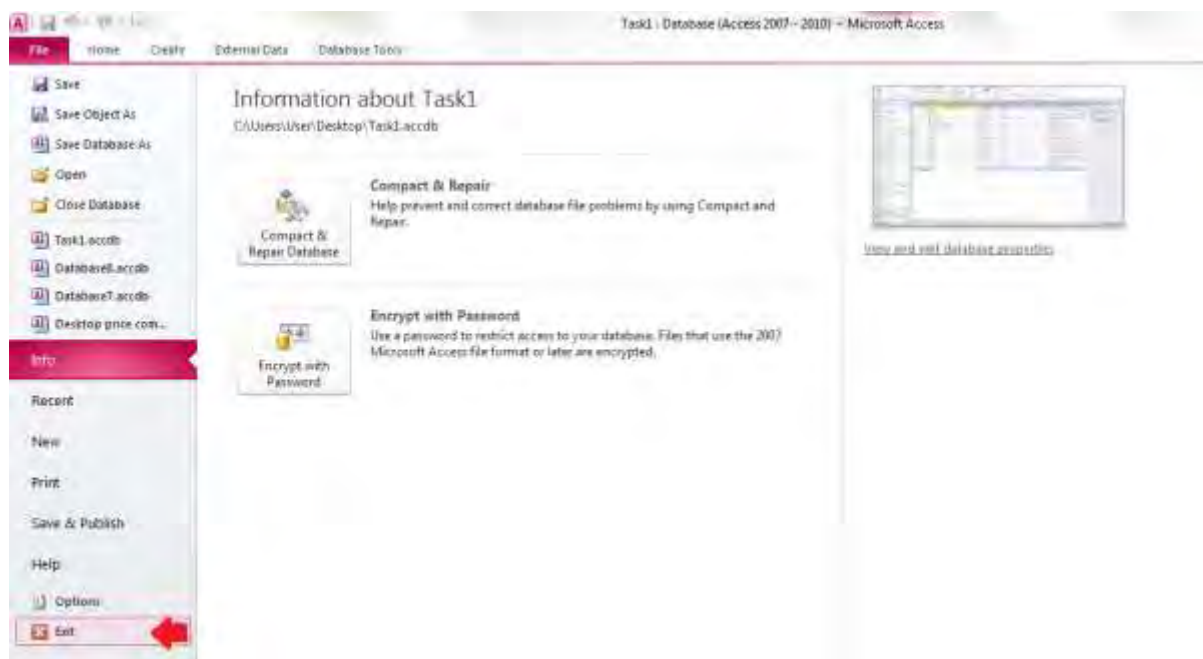 Task1 : Database (Access 2007 - 2010) - Microsoft Access
File Home Create External Data Database Tools
Save
Save Object As
Save Database As
Open
Close Database
Task1.accdb
Database8.accdb
Database7.accdb
Desktop price com...
Info
Recent
New
Print
Save & Publish
Help
Options
Exit
Information about Task1
C:\Users\User\Desktop\Task1.accdb
Compact & Repair Database
Compact & Repair
Help prevent and correct database file problems by using Compact and
Repair.
Encrypt with Password
Encrypt with Password
Use a password to restrict access to your database. Files that use the 2007
Microsoft Access file format or later are encrypted.
View and edit database properties